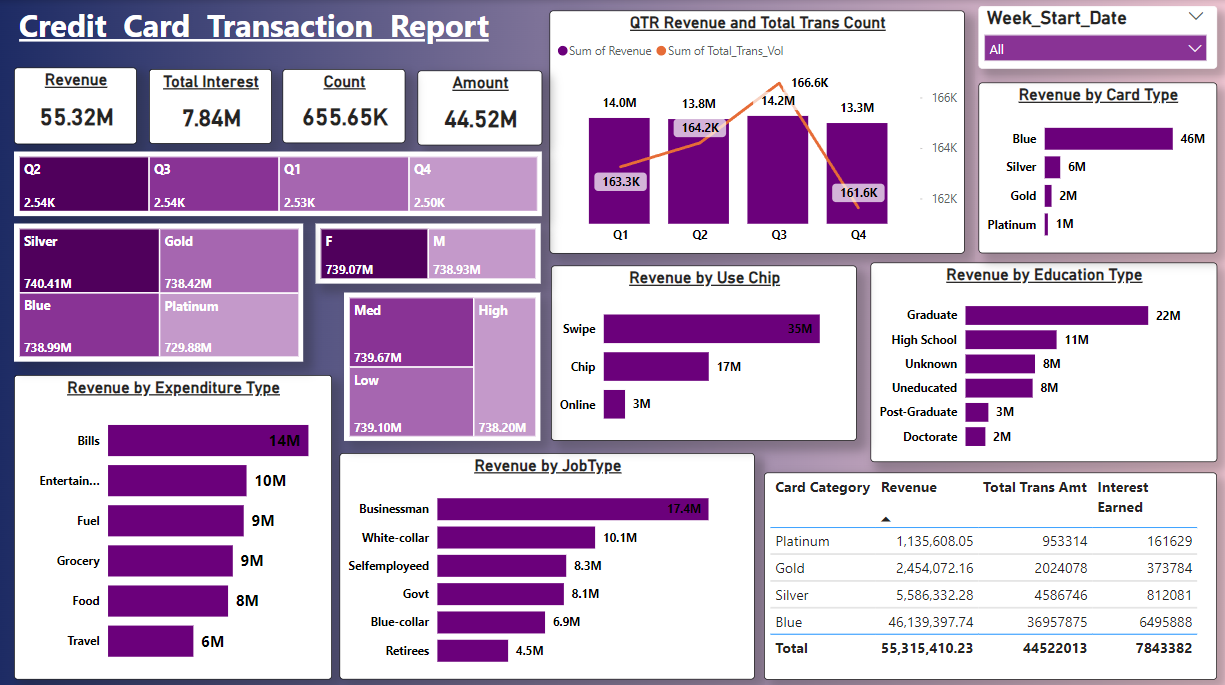 Credit Card Transaction Report
Revenue
55.32M
Total Interest
7.84M
Count
655.65K
Amount
44.52M
Q2
2.54K
Q3
2.54K
Q1
2.53K
Q4
2.50K
Silver
740.41M
Gold
738.42M
Blue
738.99M
Platinum
729.88M
F
739.07M
M
738.93M
Med
739.67M
Low
739.10M
High
738.20M
QTR Revenue and Total Trans Count
Sum of Revenue Sum of Total_Trans_Vol
14.0M
13.8M
14.2M
13.3M
163.3K
164.2K
166.6K
161.6K
166K
164K
162K
Q1 Q2 Q3 Q4
Week_Start_Date
All
Revenue by Card Type
Blue 46M
Silver 6M
Gold 2M
Platinum 1M
Revenue by Use Chip
Swipe 35M
Chip 17M
Online 3M
Revenue by Education Type
Graduate 22M
High School 11M
Unknown 8M
Uneducated 8M
Post-Graduate 3M
Doctorate 2M
Revenue by Expenditure Type
Bills 14M
Entertain... 10M
Fuel 9M
Grocery 9M
Food 8M
Travel 6M
Revenue by JobType
Businessman 17.4M
White-collar 10.1M
Selfemployeed 8.3M
Govt 8.1M
Blue-collar 6.9M
Retirees 4.5M
Card Category Revenue Total Trans Amt Interest
Earned
Platinum 1,135,608.05 953314 161629
Gold 2,454,072.16 2024078 373784
Silver 5,586,332.28 4586746 812081
Blue 46,139,397.74 36957875 6495888
Total 55,315,410.23 44522013 7843382